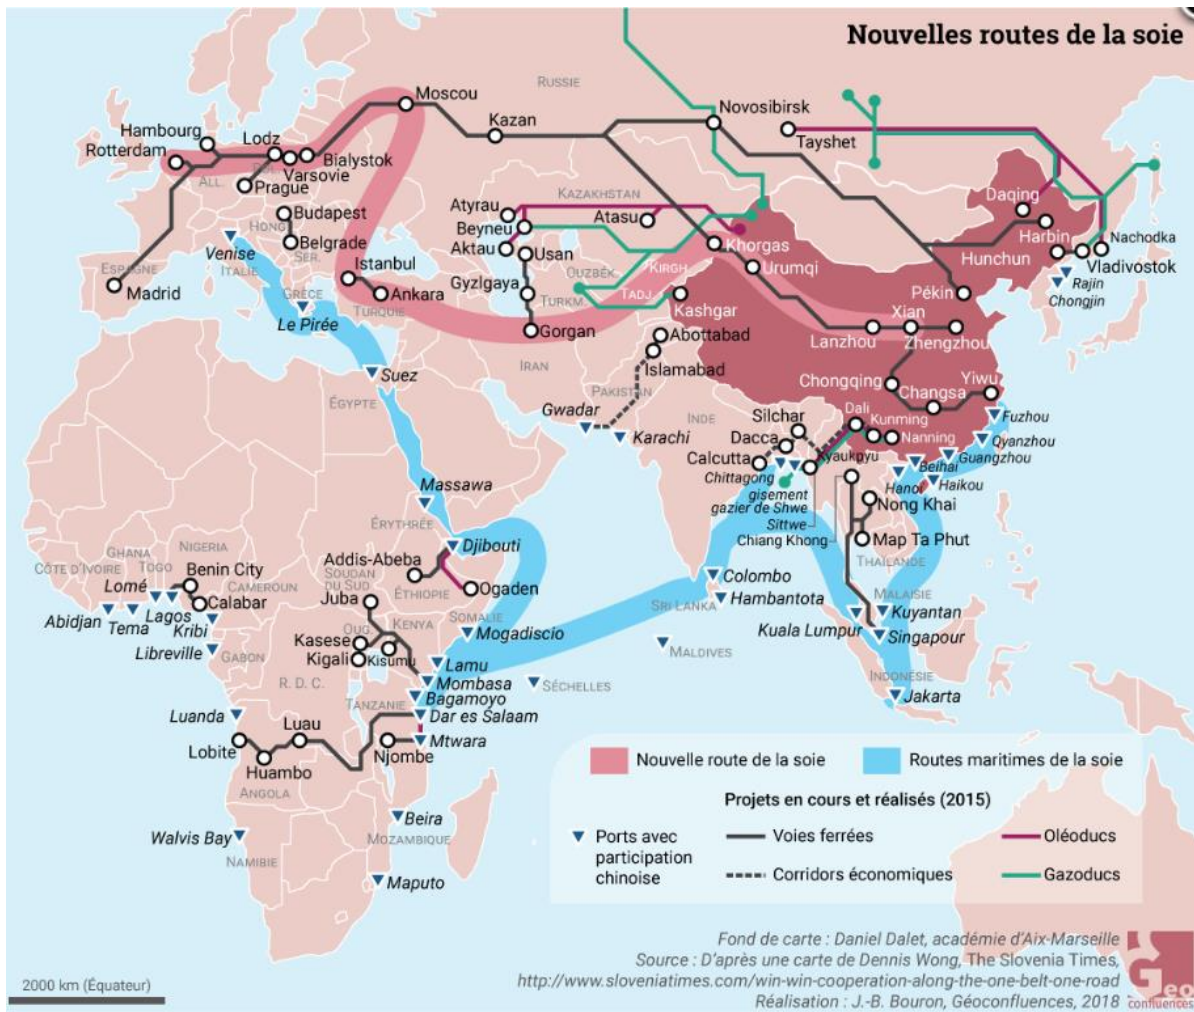 Nouvelles routes de la soie
RUSSIE
Moscou
Kazan
Novosibirsk
Tayshet
Hambourg
Rotterdam
Lodz
Bialystok
Varsovie
ALL.
POL.
Prague
KAZAKHSTAN
Daqing
Budapest
HONG
Belgrade
SER.
Atyrau
Beyneu
Aktau
Atasu
Usan
Khorgas
Urumqi
Harbin
Hunchun
Nachodka
Vladivostok
Rajin
Chongjin
Venise
ITALIE
ESPAGNE
Madrid
Istanbul
Ankara
GRÈCE
TURQUIE
Le Pirée
Gyzlgaya
OUZBÉK.
KIRGH.
TURKM.
TADJ.
Kashgar
Gorgan
Pékin
Xian
Lanzhou
Zhengzhou
Abottabad
Islamabad
IRAN
PAKISTAN
Suez
ÉGYPTE
Chongqing
Changsa
Yiwu
Gwadar
Karachi
INDE
Silchar
Dacca
Calcutta
Chittagong
Dali
Kunming
Nanning
Kyaukpyu
Fuzhou
Qyanzhou
Guangzhou
Beihai
Haikou
Hanoi
gisement
gazier de Shwe
Sittwe
Chiang Khong
Nong Khai
Map Ta Phut
THAÏLANDE
Massawa
ÉRYTHRÉE
Djibouti
Addis-Abeba
Ogaden
ÉTHIOPIE
SOUDAN
DU SUD
Juba
SOMALIE
Mogadiscio
NIGERIA
GHANA
TOGO
CÔTE D'IVOIRE
Benin City
Lomé
CAMEROUN
Calabar
Lagos
Abidjan
Tema
Kribi
Libreville
GABON
OUG.
KENYA
Kasese
Kigali
Kisumu
Lamu
Mombasa
Bagamoyo
R. D. C.
TANZANIE
Dar es Salaam
Mtwara
Njombe
Colombo
Hambantota
SRI LANKA
MALDIVES
SÉCHELLES
MALAISIE
Kuyantan
Kuala Lumpur
Singapour
INDONÉSIE
Jakarta
Luanda
Lobite
Luau
Huambo
ANGOLA
Beira
MOZAMBIQUE
Walvis Bay
NAMIBIE
Maputo
Nouvelle route de la soie
Routes maritimes de la soie
Projets en cours et réalisés (2015)
Ports avec
participation
chinoise
Voies ferrées
Corridors économiques
Oléoducs
Gazoducs
2000 km (Équateur)
Fond de carte : Daniel Dalet, académie d'Aix-Marseille
Source : D'après une carte de Dennis Wong, The Slovenia Times,
http://www.sloveniatimes.com/win-win-cooperation-along-the-one-belt-one-road
Réalisation : J.-B. Bouron, Géoconfluences, 2018
Geo
confluences